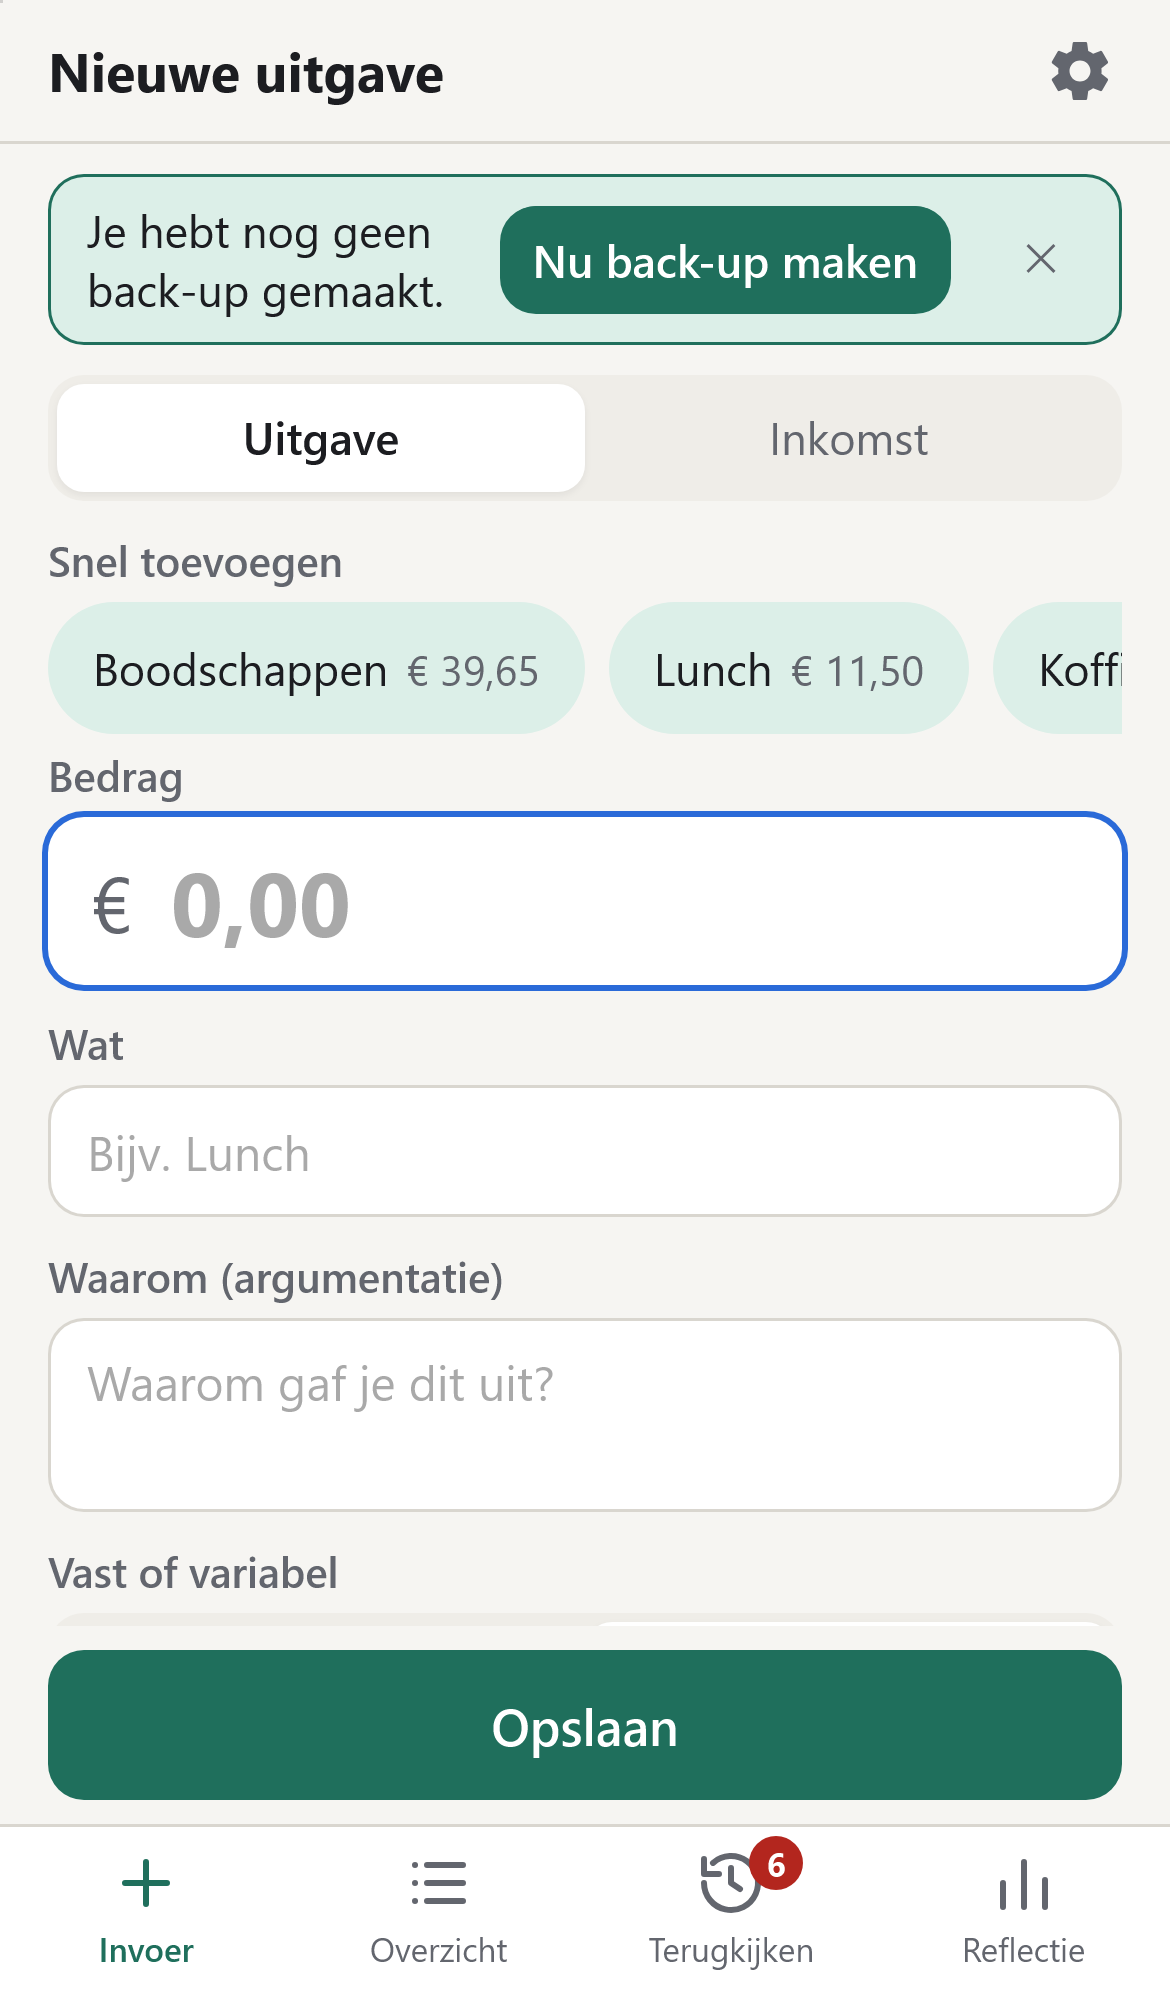 Nieuwe uitgave
Je hebt nog geen
back-up gemaakt.
Nu back-up maken
Uitgave
Inkomst
Snel toevoegen
Boodschappen € 39,65
Lunch € 11,50
Bedrag
€ 0,00
Wat
Bijv. Lunch
Waarom (argumentatie)
Waarom gaf je dit uit?
Vast of variabel
Opslaan
6
Invoer
Overzicht
Terugkijken
Reflectie